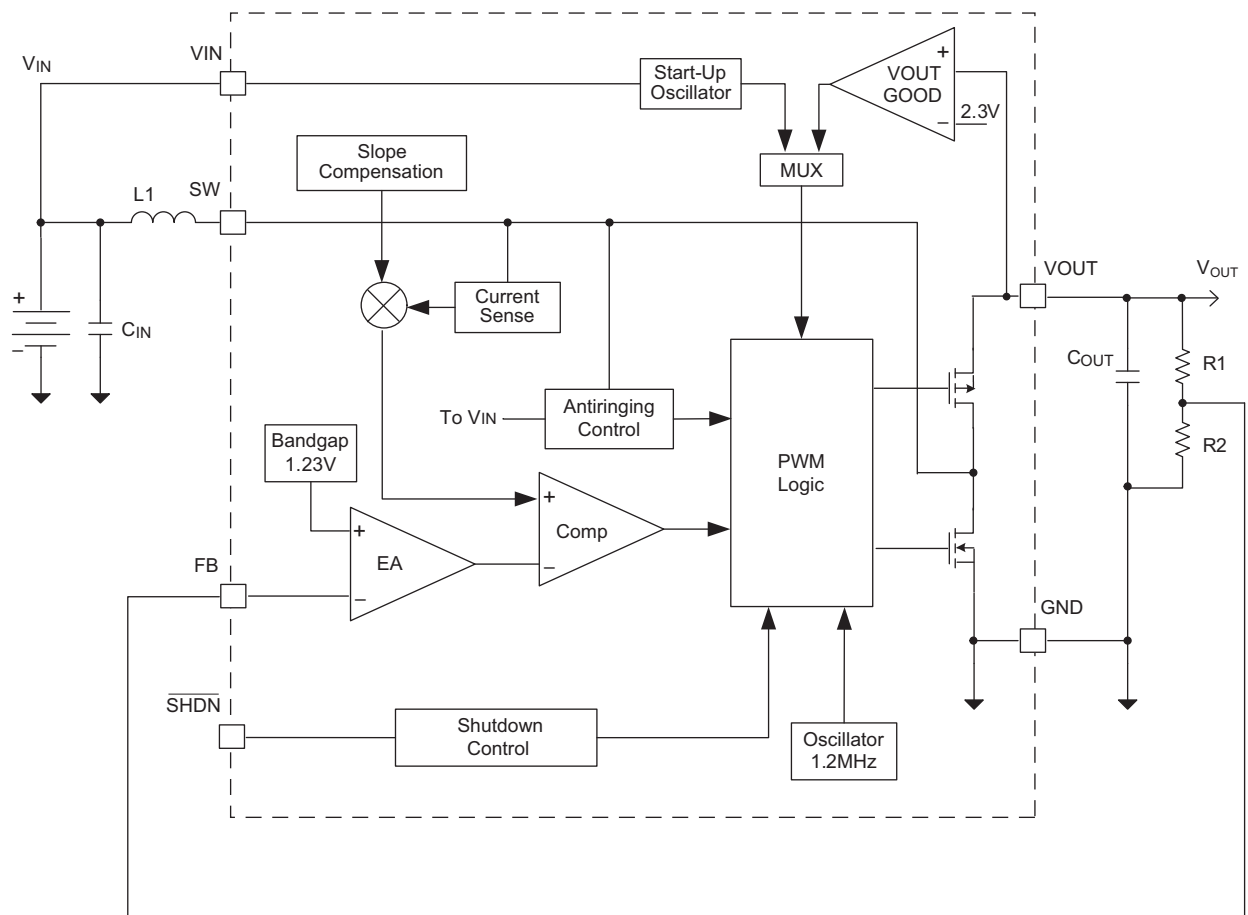 VIN
VIN
Start-Up
Oscillator
+
VOUT
GOOD
2.3V
−
MUX
Slope
Compensation
L1
SW
Current
Sense
VOUT
VOUT
+
−
CIN
COUT
R1
R2
To VIN
Antiringing
Control
Bandgap
1.23V
PWM
Logic
+
Comp
−
+
EA
−
FB
GND
SHDN
Shutdown
Control
Oscillator
1.2MHz